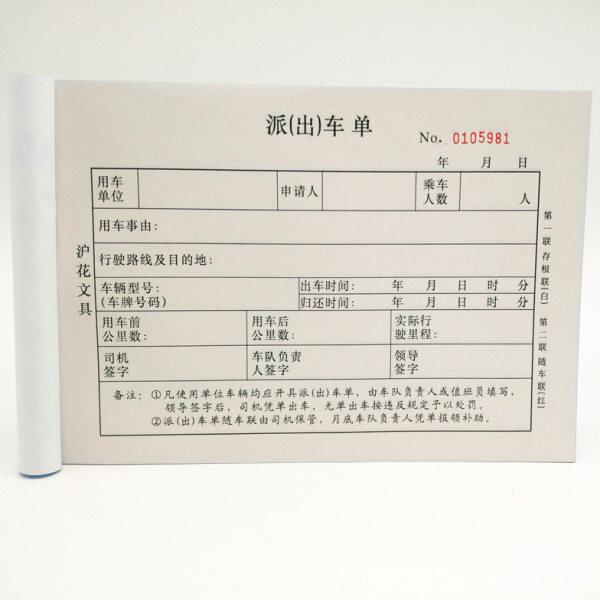 派(出)车单
No. 0105981
年 月 日
用车单位 申请人 乘车人数 人
用车事由:
行驶路线及目的地:
车辆型号:
(车牌号码)
出车时间: 年 月 日 时 分
归还时间: 年 月 日 时 分
用车前公里数: 用车后公里数: 实际行驶里程:
司机签字 车队负责人签字 领导签字
备注: ①凡使用单位车辆均应开具派(出)车单，由车队负责人或值班员填写，
领导签字后，司机凭单出车，无单出车按违反规定予以处罚。
②派(出)车单随车联由司机保管，月底车队负责人凭单报领补助。
沪花文具
第一联 存根联(白) 第二联 随车联(红)